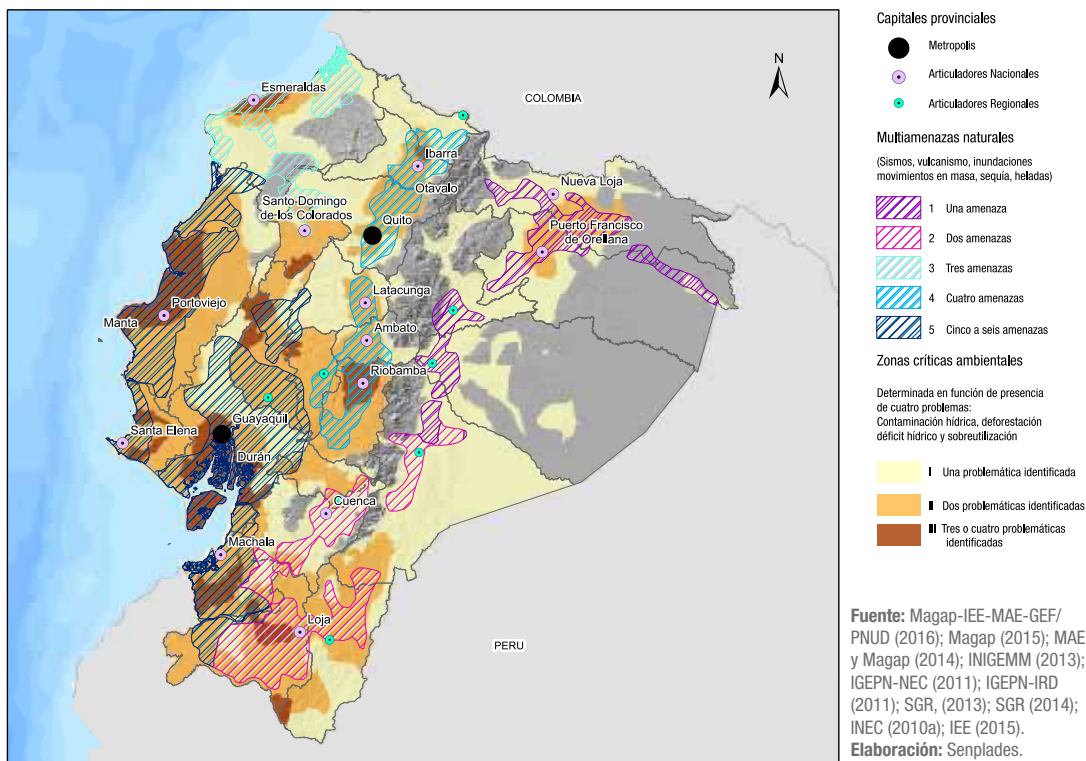 COLOMBIA
N
Esmeraldas
Ibarra
Otavalo
Nueva Loja
Santo Domingo
de los Colorados
Quito
Puerto Francisco
de Orellana
Latacunga
Portoviejo
Manta
Ambato
Riobamba
Guayaquil
Santa Elena
Durán
Cuenca
Machala
Loja
PERU
Capitales provinciales
Metropolis
Articuladores Nacionales
Articuladores Regionales
Multiamenazas naturales
(Sismos, vulcanismo, inundaciones
movimientos en masa, sequía, heladas)
1 Una amenaza
2 Dos amenazas
3 Tres amenazas
4 Cuatro amenazas
5 Cinco a seis amenazas
Zonas críticas ambientales
Determinada en función de presencia
de cuatro problemas:
Contaminación hídrica, deforestación
déficit hídrico y sobreutilización
I Una problemática identificada
II Dos problemáticas identificadas
III Tres o cuatro problemáticas
identificadas
Fuente: Magap-IEE-MAE-GEF/
PNUD (2016); Magap (2015); MAE
y Magap (2014); INIGEMM (2013);
IGEPN-NEC (2011); IGEPN-IRD
(2011); SGR, (2013); SGR (2014);
INEC (2010a); IEE (2015).
Elaboración: Senplades.